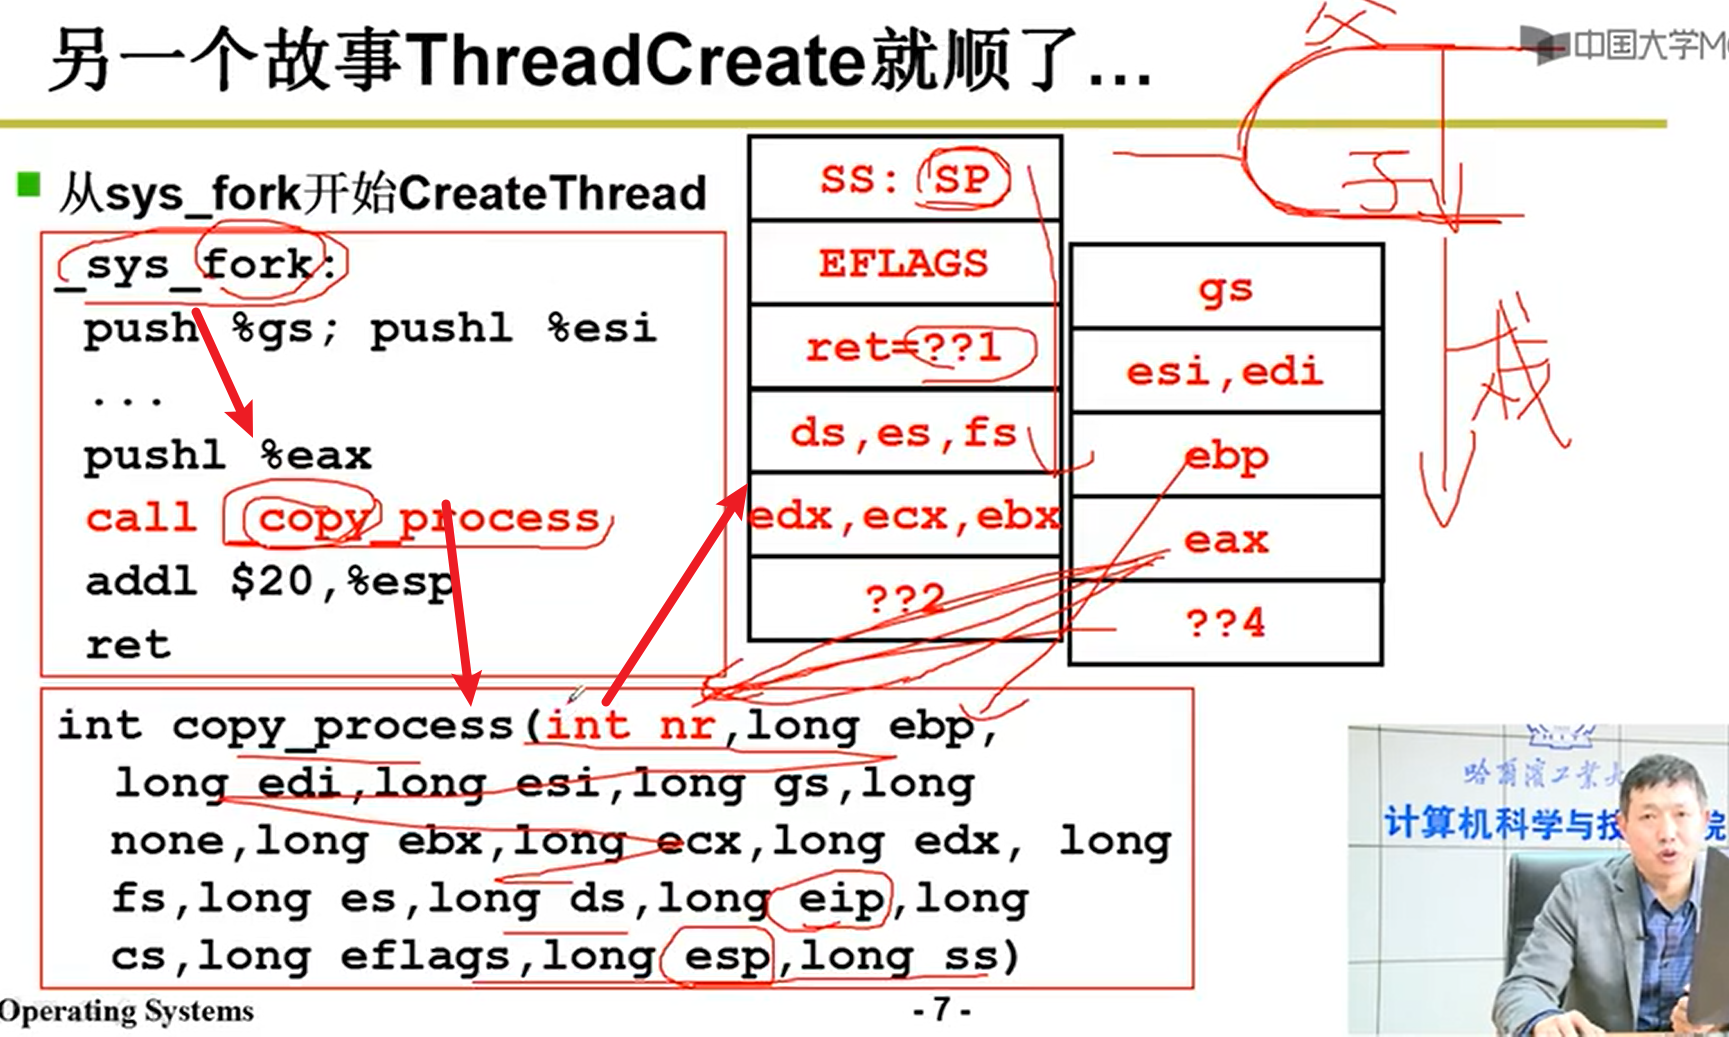 另一个故事ThreadCreate就顺了...
中国大学M
父
子
栈
从sys_fork开始CreateThread
_sys_fork:
push %gs; pushl %esi
...
pushl %eax
call _copy_process
addl $20,%esp
ret
SS: SP
EFLAGS
ret=??1
ds,es,fs
edx,ecx,ebx
??2
gs
esi,edi
ebp
eax
??4
int copy_process(int nr,long ebp,
long edi,long esi,long gs,long
none,long ebx,long ecx,long edx, long
fs,long es,long ds,long eip,long
cs,long eflags,long esp,long ss)
哈尔滨工业大
计算机科学与技 院
Operating Systems
- 7 -